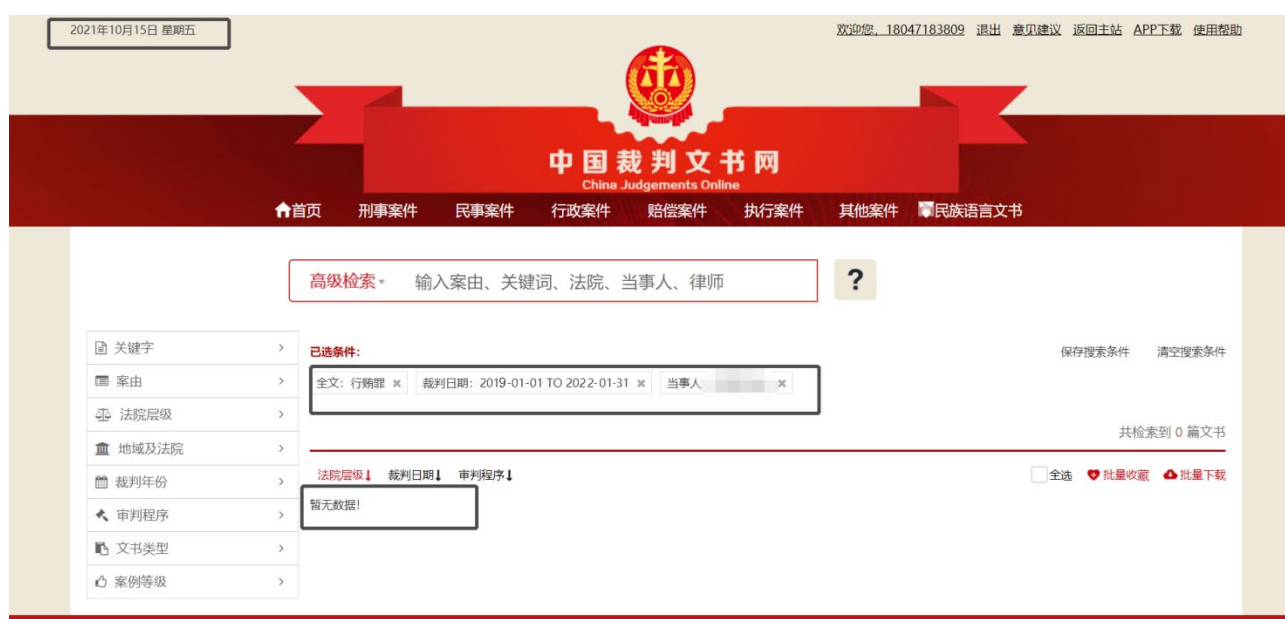 2021年10月15日 星期五
欢迎您，18047183809 退出 意见建议 返回主站 APP下载 使用帮助
中国裁判文书网
China Judgements Online
首页 刑事案件 民事案件 行政案件 赔偿案件 执行案件 其他案件 民族语言文书
高级检索 输入案由、关键词、法院、当事人、律师 ?
关键字
案由
法院层级
地域及法院
裁判年份
审判程序
文书类型
案例等级
已选条件：
保存搜索条件 清空搜索条件
全文：行贿罪 × 裁判日期：2019-01-01 TO 2022-01-31 × 当事人 ×
共检索到 0 篇文书
法院层级 裁判日期 审判程序
全选 批量收藏 批量下载
暂无数据!